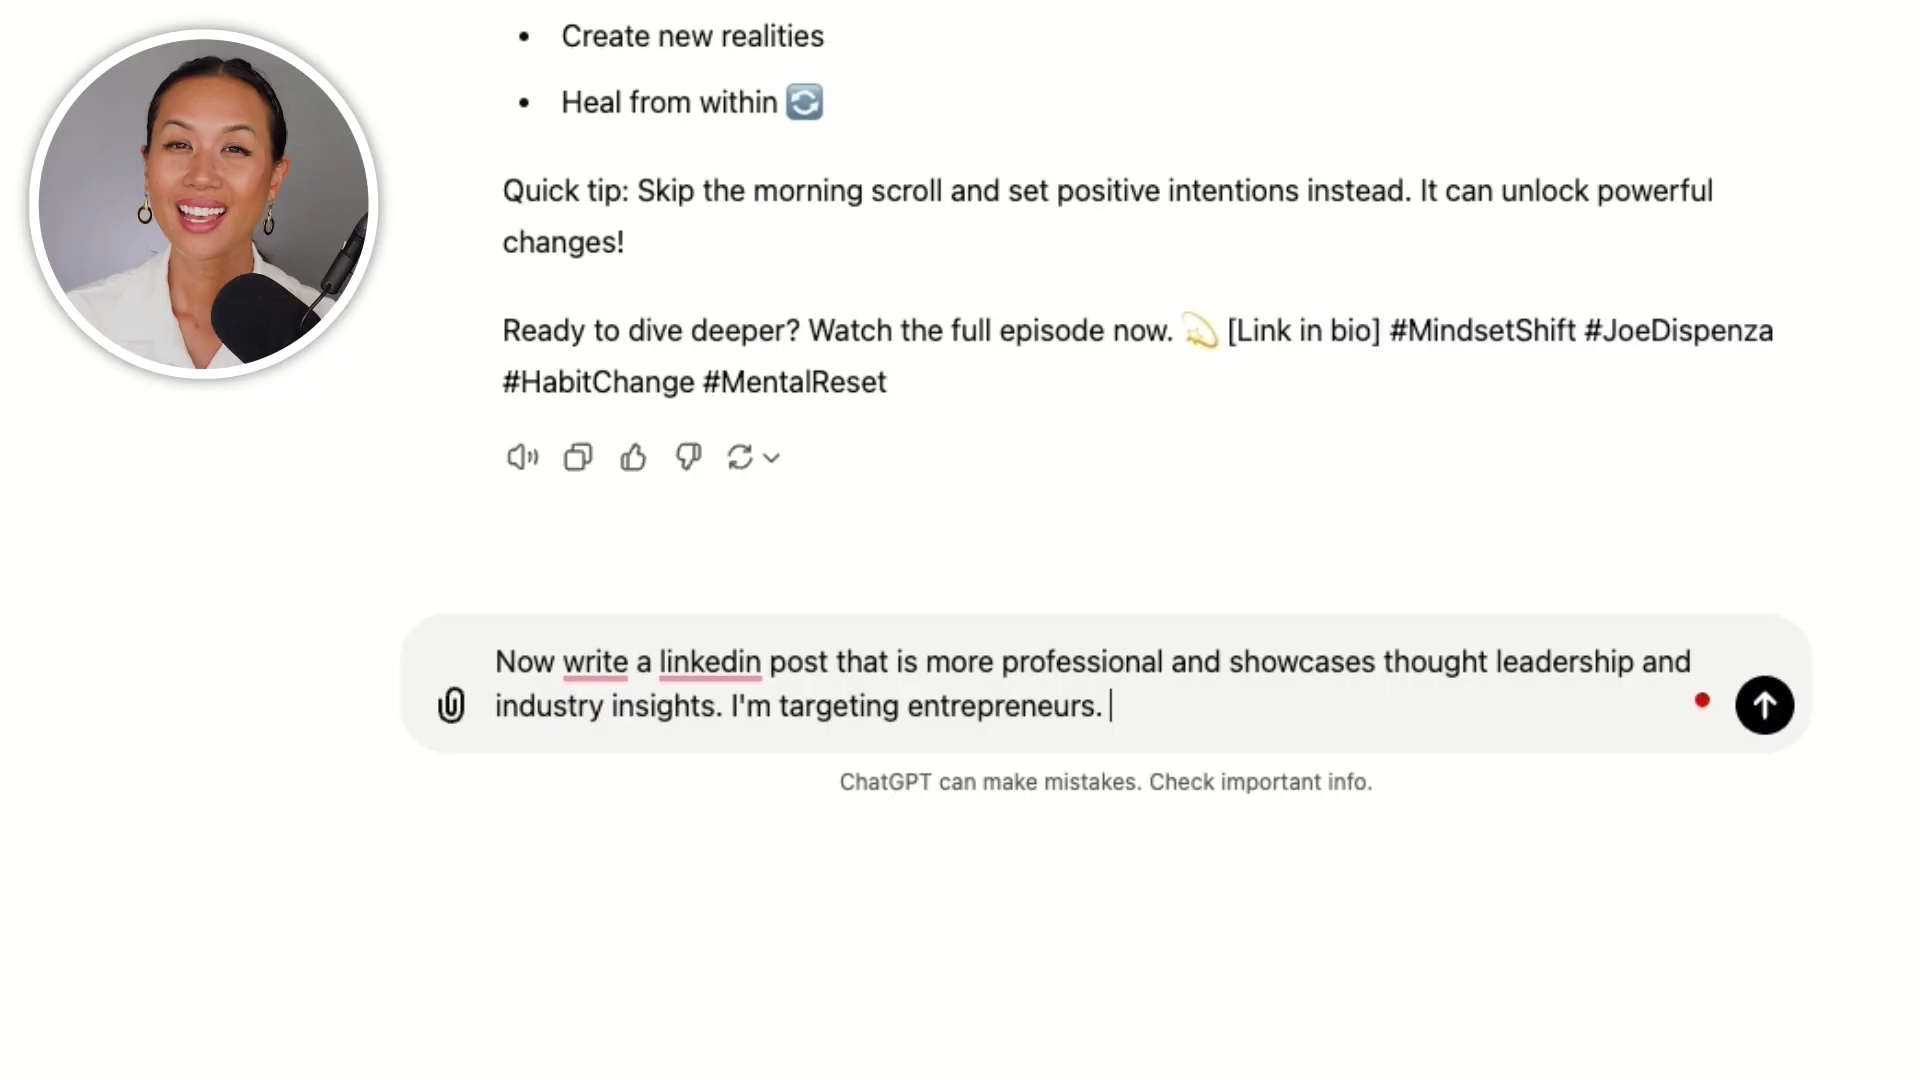 • Create new realities
• Heal from within 🔄
Quick tip: Skip the morning scroll and set positive intentions instead. It can unlock powerful
changes!
Ready to dive deeper? Watch the full episode now. 💫 [Link in bio] #MindsetShift #JoeDispenza
#HabitChange #MentalReset
Now write a linkedin post that is more professional and showcases thought leadership and
industry insights. I'm targeting entrepreneurs.
ChatGPT can make mistakes. Check important info.